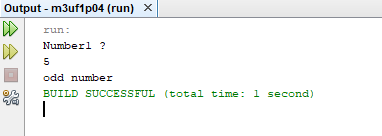 Output - m3uf1p04 (run)
run:
Number1 ?
5
odd number
BUILD SUCCESSFUL (total time: 1 second)